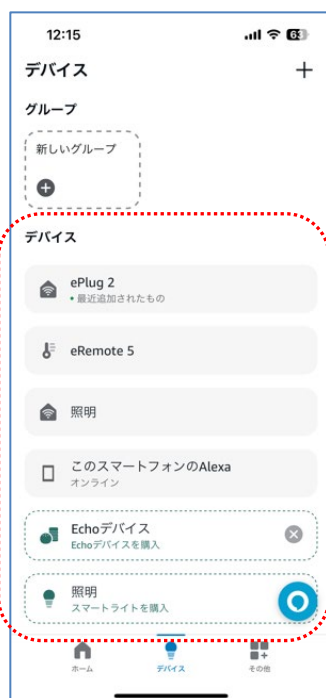 12:15
63
デバイス
グループ
新しいグループ
デバイス
ePlug 2
• 最近追加されたもの
eRemote 5
照明
このスマートフォンのAlexa
オンライン
Echoデバイス
Echoデバイスを購入
照明
スマートライトを購入
ホーム
デバイス
その他